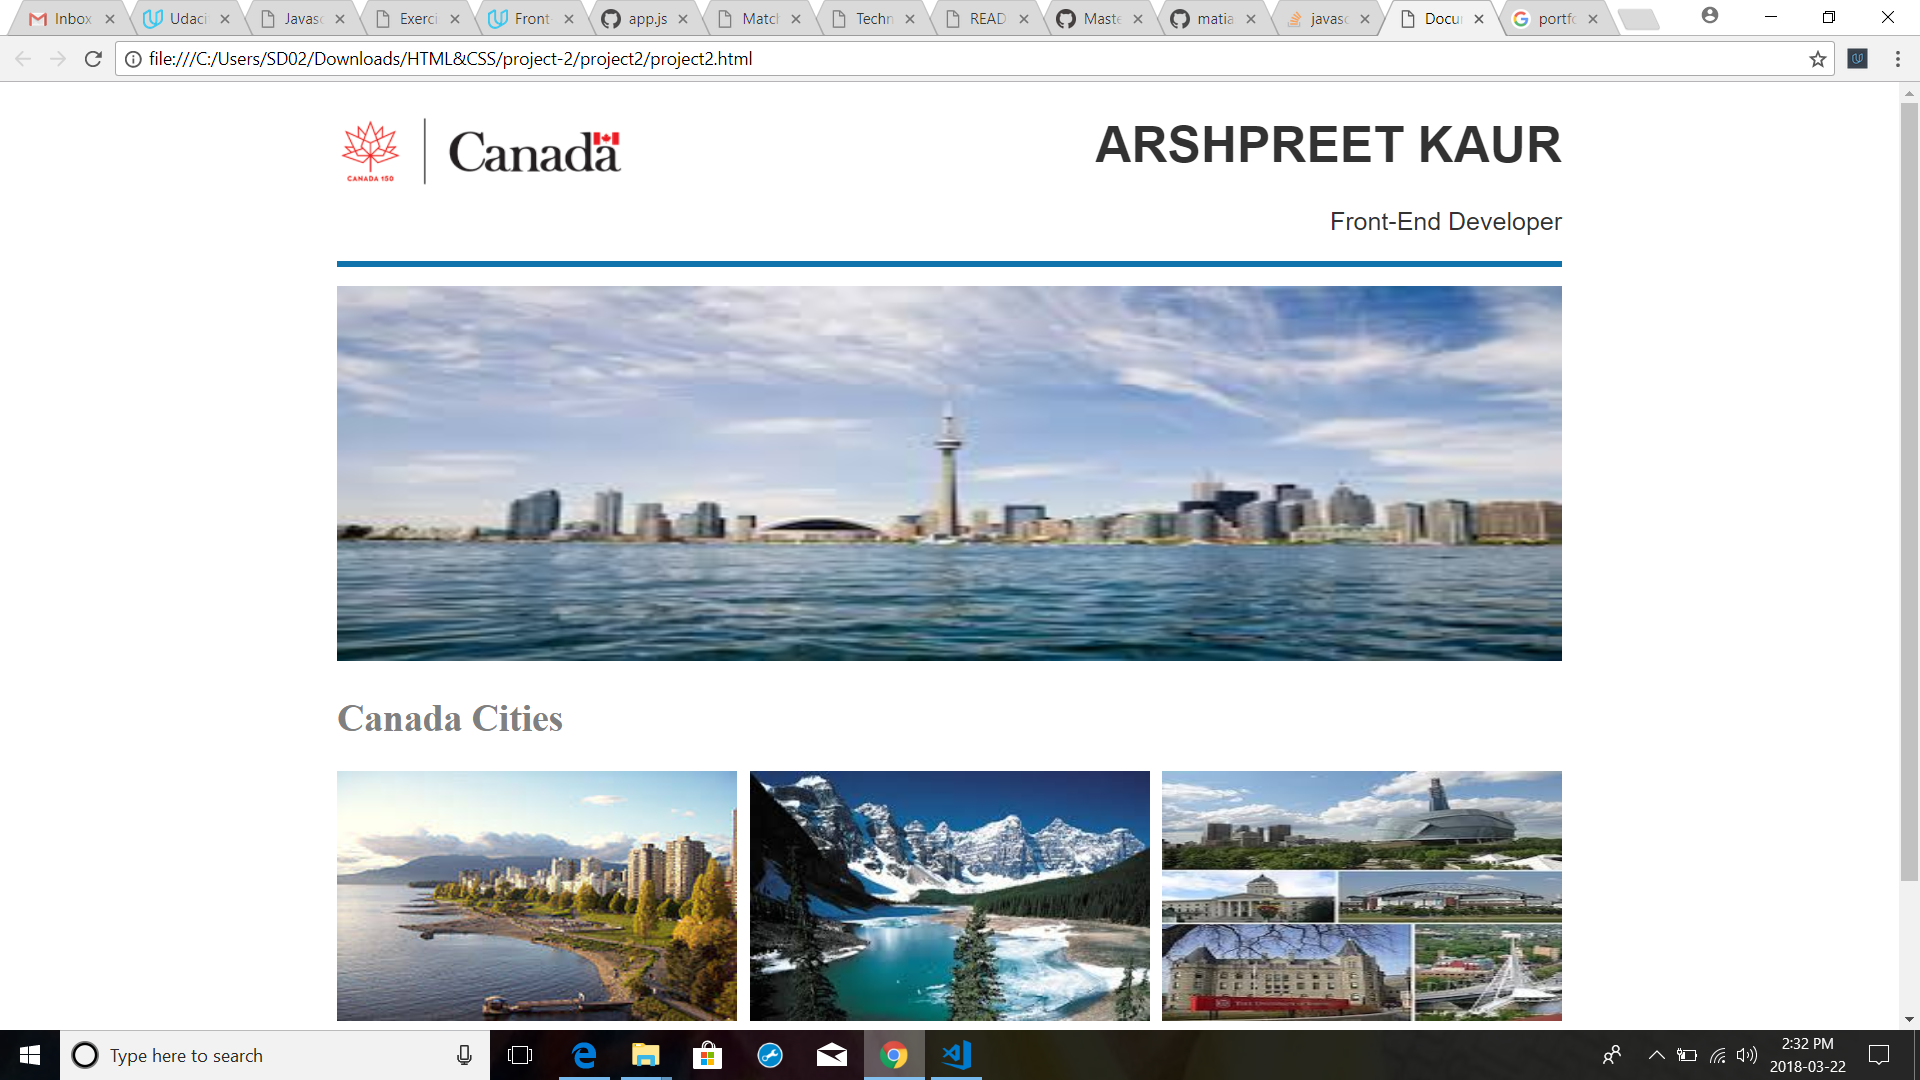 Inbox
Udaci
Javasc
Exerci
Front-
app.js
Match
Techn
READ
Maste
matia
javasc
Docu
portfo
file:///C:/Users/SD02/Downloads/HTML&CSS/project-2/project2/project2.html
CANADA 150
Canada
ARSHPREET KAUR
Front-End Developer
Canada Cities
Type here to search
2:32 PM
2018-03-22